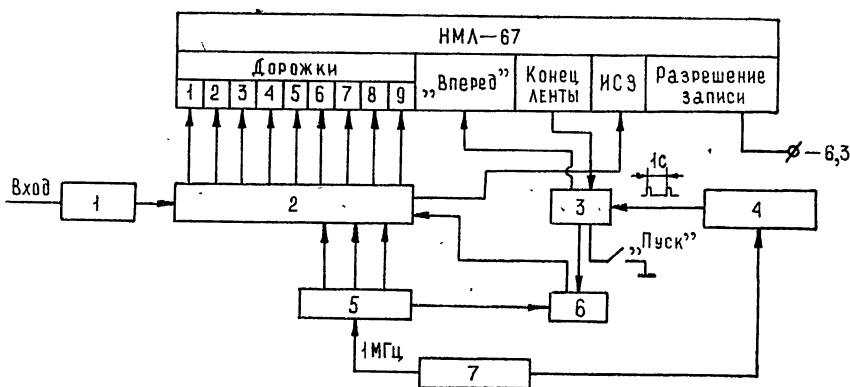 НМЛ—67
Дорожки
1 2 3 4 5 6 7 8 9
„Вперед”
Конец
ленты
ИСЭ
Разрешение
записи
—6,3
1с
Вход
1
2
3
4
„Пуск”
5
6
1МГц
7